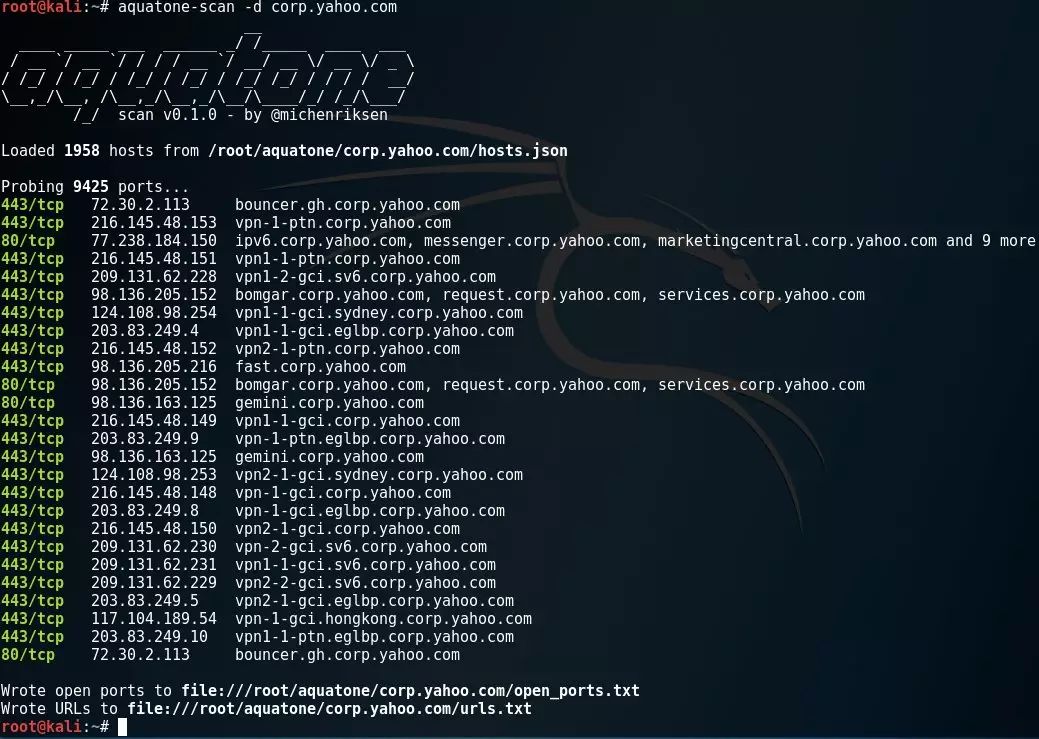 root@kali:~# aquatone-scan -d corp.yahoo.com
aquatone
scan v0.1.0 - by @michenriksen
Loaded 1958 hosts from /root/aquatone/corp.yahoo.com/hosts.json
Probing 9425 ports...
443/tcp 72.30.2.113 bouncer.gh.corp.yahoo.com
443/tcp 216.145.48.153 vpn-1-ptn.corp.yahoo.com
80/tcp 77.238.184.150 ipv6.corp.yahoo.com, messenger.corp.yahoo.com, marketingcentral.corp.yahoo.com and 9 more
443/tcp 216.145.48.151 vpn1-1-ptn.corp.yahoo.com
443/tcp 209.131.62.228 vpn1-2-gci.sv6.corp.yahoo.com
443/tcp 98.136.205.152 bomgar.corp.yahoo.com, request.corp.yahoo.com, services.corp.yahoo.com
443/tcp 124.108.98.254 vpn1-1-gci.sydney.corp.yahoo.com
443/tcp 203.83.249.4 vpn1-1-gci.eglbp.corp.yahoo.com
443/tcp 216.145.48.152 vpn2-1-ptn.corp.yahoo.com
443/tcp 98.136.205.216 fast.corp.yahoo.com
80/tcp 98.136.205.152 bomgar.corp.yahoo.com, request.corp.yahoo.com, services.corp.yahoo.com
80/tcp 98.136.163.125 gemini.corp.yahoo.com
443/tcp 216.145.48.149 vpn1-1-gci.corp.yahoo.com
443/tcp 203.83.249.9 vpn-1-ptn.eglbp.corp.yahoo.com
443/tcp 98.136.163.125 gemini.corp.yahoo.com
443/tcp 124.108.98.253 vpn2-1-gci.sydney.corp.yahoo.com
443/tcp 216.145.48.148 vpn-1-gci.corp.yahoo.com
443/tcp 203.83.249.8 vpn-1-gci.eglbp.corp.yahoo.com
443/tcp 216.145.48.150 vpn2-1-gci.corp.yahoo.com
443/tcp 209.131.62.230 vpn-2-gci.sv6.corp.yahoo.com
443/tcp 209.131.62.231 vpn1-1-gci.sv6.corp.yahoo.com
443/tcp 209.131.62.229 vpn2-2-gci.sv6.corp.yahoo.com
443/tcp 203.83.249.5 vpn2-1-gci.eglbp.corp.yahoo.com
443/tcp 117.104.189.54 vpn-1-gci.hongkong.corp.yahoo.com
443/tcp 203.83.249.10 vpn1-1-ptn.eglbp.corp.yahoo.com
80/tcp 72.30.2.113 bouncer.gh.corp.yahoo.com
Wrote open ports to file:///root/aquatone/corp.yahoo.com/open_ports.txt
Wrote URLs to file:///root/aquatone/corp.yahoo.com/urls.txt
root@kali:~#